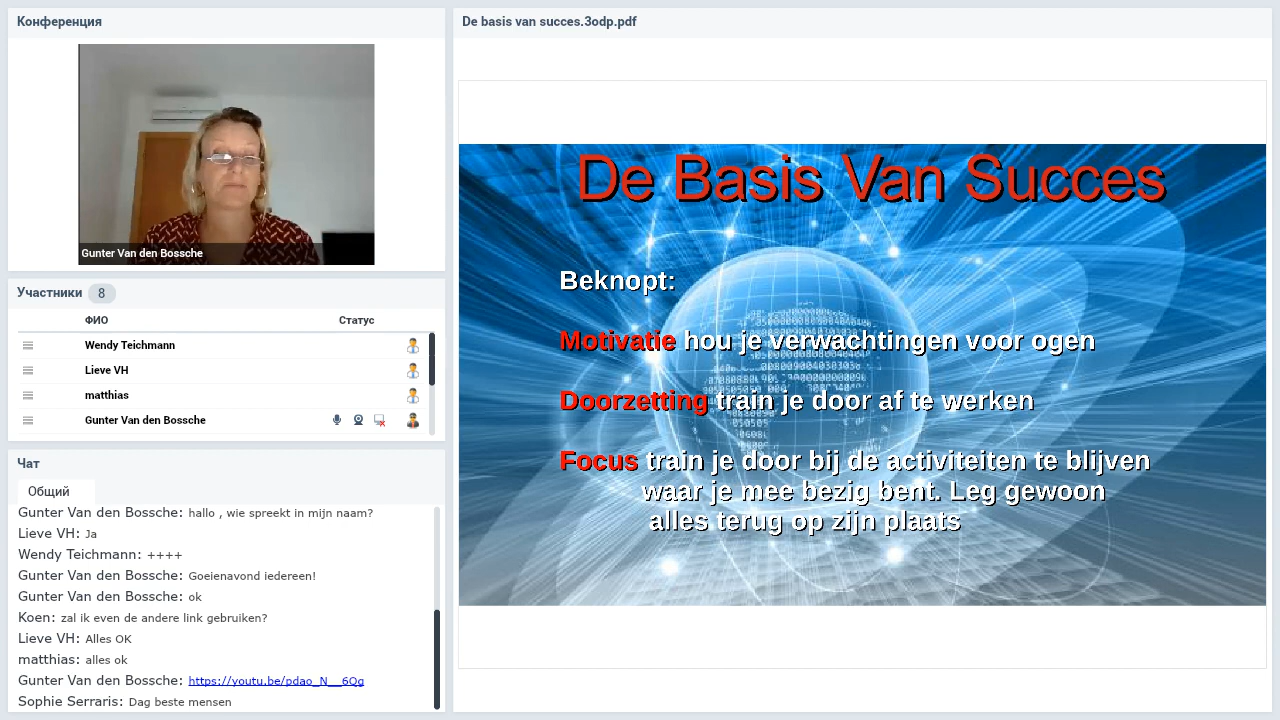 Конференция
Gunter Van den Bossche
Участники 8
ФИО Статус
Wendy Teichmann
Lieve VH
matthias
Gunter Van den Bossche
Чат
Общий
Gunter Van den Bossche: hallo , wie spreekt in mijn naam?
Lieve VH: Ja
Wendy Teichmann: ++++
Gunter Van den Bossche: Goeienavond iedereen!
Gunter Van den Bossche: ok
Koen: zal ik even de andere link gebruiken?
Lieve VH: Alles OK
matthias: alles ok
Gunter Van den Bossche: https://youtu.be/pdao_N__6Qg
Sophie Serraris: Dag beste mensen
De basis van succes.3odp.pdf
De Basis Van Succes
Beknopt:
Motivatie hou je verwachtingen voor ogen
Doorzetting train je door af te werken
Focus train je door bij de activiteiten te blijven
waar je mee bezig bent. Leg gewoon
alles terug op zijn plaats